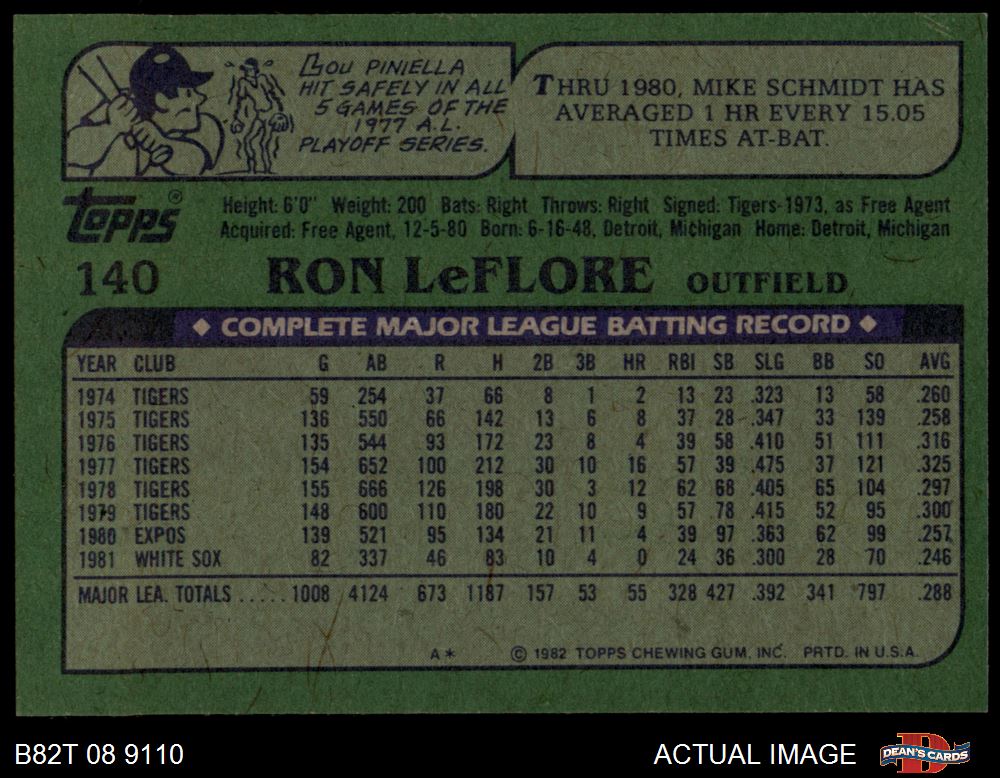 Lou Piniella
hit safely in all
5 games of the
1977 A.L.
playoff series.
THRU 1980, MIKE SCHMIDT HAS
AVERAGED 1 HR EVERY 15.05
TIMES AT-BAT.
Topps®
Height: 6'0" Weight: 200 Bats: Right Throws: Right Signed: Tigers-1973, as Free Agent
Acquired: Free Agent, 12-5-80 Born: 6-16-48, Detroit, Michigan Home: Detroit, Michigan
140 RON LeFLORE OUTFIELD
◆ COMPLETE MAJOR LEAGUE BATTING RECORD ◆
YEAR CLUB G AB R H 2B 3B HR RBI SB SLG BB SO AVG
1974 TIGERS 59 254 37 66 8 1 2 13 23 .323 13 58 .260
1975 TIGERS 136 550 66 142 13 6 8 37 28 .347 33 139 .258
1976 TIGERS 135 544 93 172 23 8 4 39 58 .410 51 111 .316
1977 TIGERS 154 652 100 212 30 10 16 57 39 .475 37 121 .325
1978 TIGERS 155 666 126 198 30 3 12 62 68 .405 65 104 .297
1979 TIGERS 148 600 110 180 22 10 9 57 78 .415 52 95 .300
1980 EXPOS 139 521 95 134 21 11 4 39 97 .363 62 99 .257
1981 WHITE SOX 82 337 46 83 10 4 0 24 36 .300 28 70 .246
MAJOR LEA. TOTALS ..... 1008 4124 673 1187 157 53 55 328 427 .392 341 797 .288
A* © 1982 TOPPS CHEWING GUM, INC. PRTD. IN U.S.A.
B82T 08 9110 ACTUAL IMAGE DEAN'S CARDS